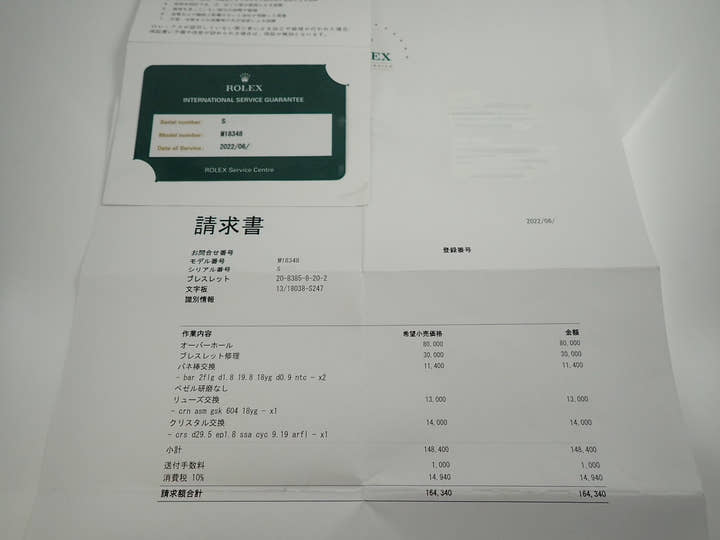 ROLEX
INTERNATIONAL SERVICE GUARANTEE
Serial number: S
Model number: M18348
Date of Service: 2022/06/
ROLEX Service Centre
EX
2022/06/
請求書
登録番号
お問合せ番号
モデル番号 M18348
シリアル番号 S
ブレスレット 20-8385-8-20-2
文字板 13/18038-S247
識別情報
作業内容 希望小売価格 金額
オーバーホール 80,000 80,000
ブレスレット修理 30,000 30,000
バネ棒交換 11,400 11,400
- bar 2flg d1.8 19.8 18yg d0.9 ntc - x2
ベゼル研磨なし
リューズ交換 13,000 13,000
- crn asm gsk 604 18yg - x1
クリスタル交換 14,000 14,000
- crs d29.5 ep1.8 ssa cyc 9.19 arfl - x1
小計 148,400 148,400
送付手数料 1,000 1,000
消費税 10% 14,940 14,940
請求額合計 164,340 164,340